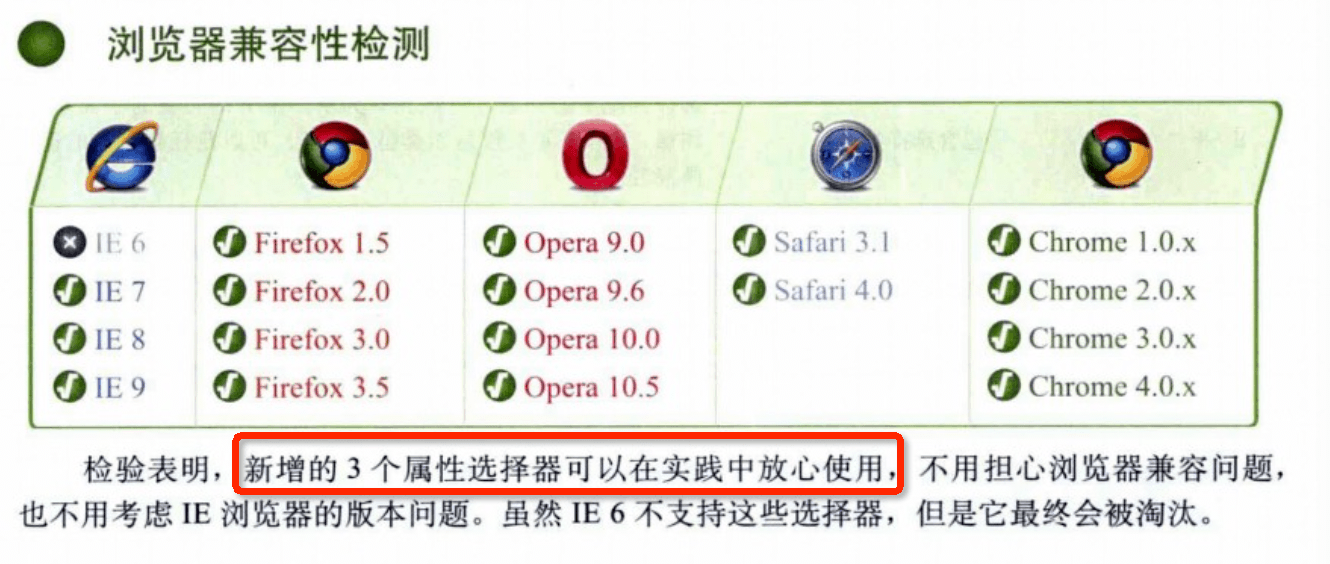 浏览器兼容性检测
IE 6 Firefox 1.5 Opera 9.0 Safari 3.1 Chrome 1.0.x
IE 7 Firefox 2.0 Opera 9.6 Safari 4.0 Chrome 2.0.x
IE 8 Firefox 3.0 Opera 10.0 Chrome 3.0.x
IE 9 Firefox 3.5 Opera 10.5 Chrome 4.0.x
检验表明，新增的 3 个属性选择器可以在实践中放心使用，不用担心浏览器兼容问题，
也不用考虑 IE 浏览器的版本问题。虽然 IE 6 不支持这些选择器，但是它最终会被淘汰。